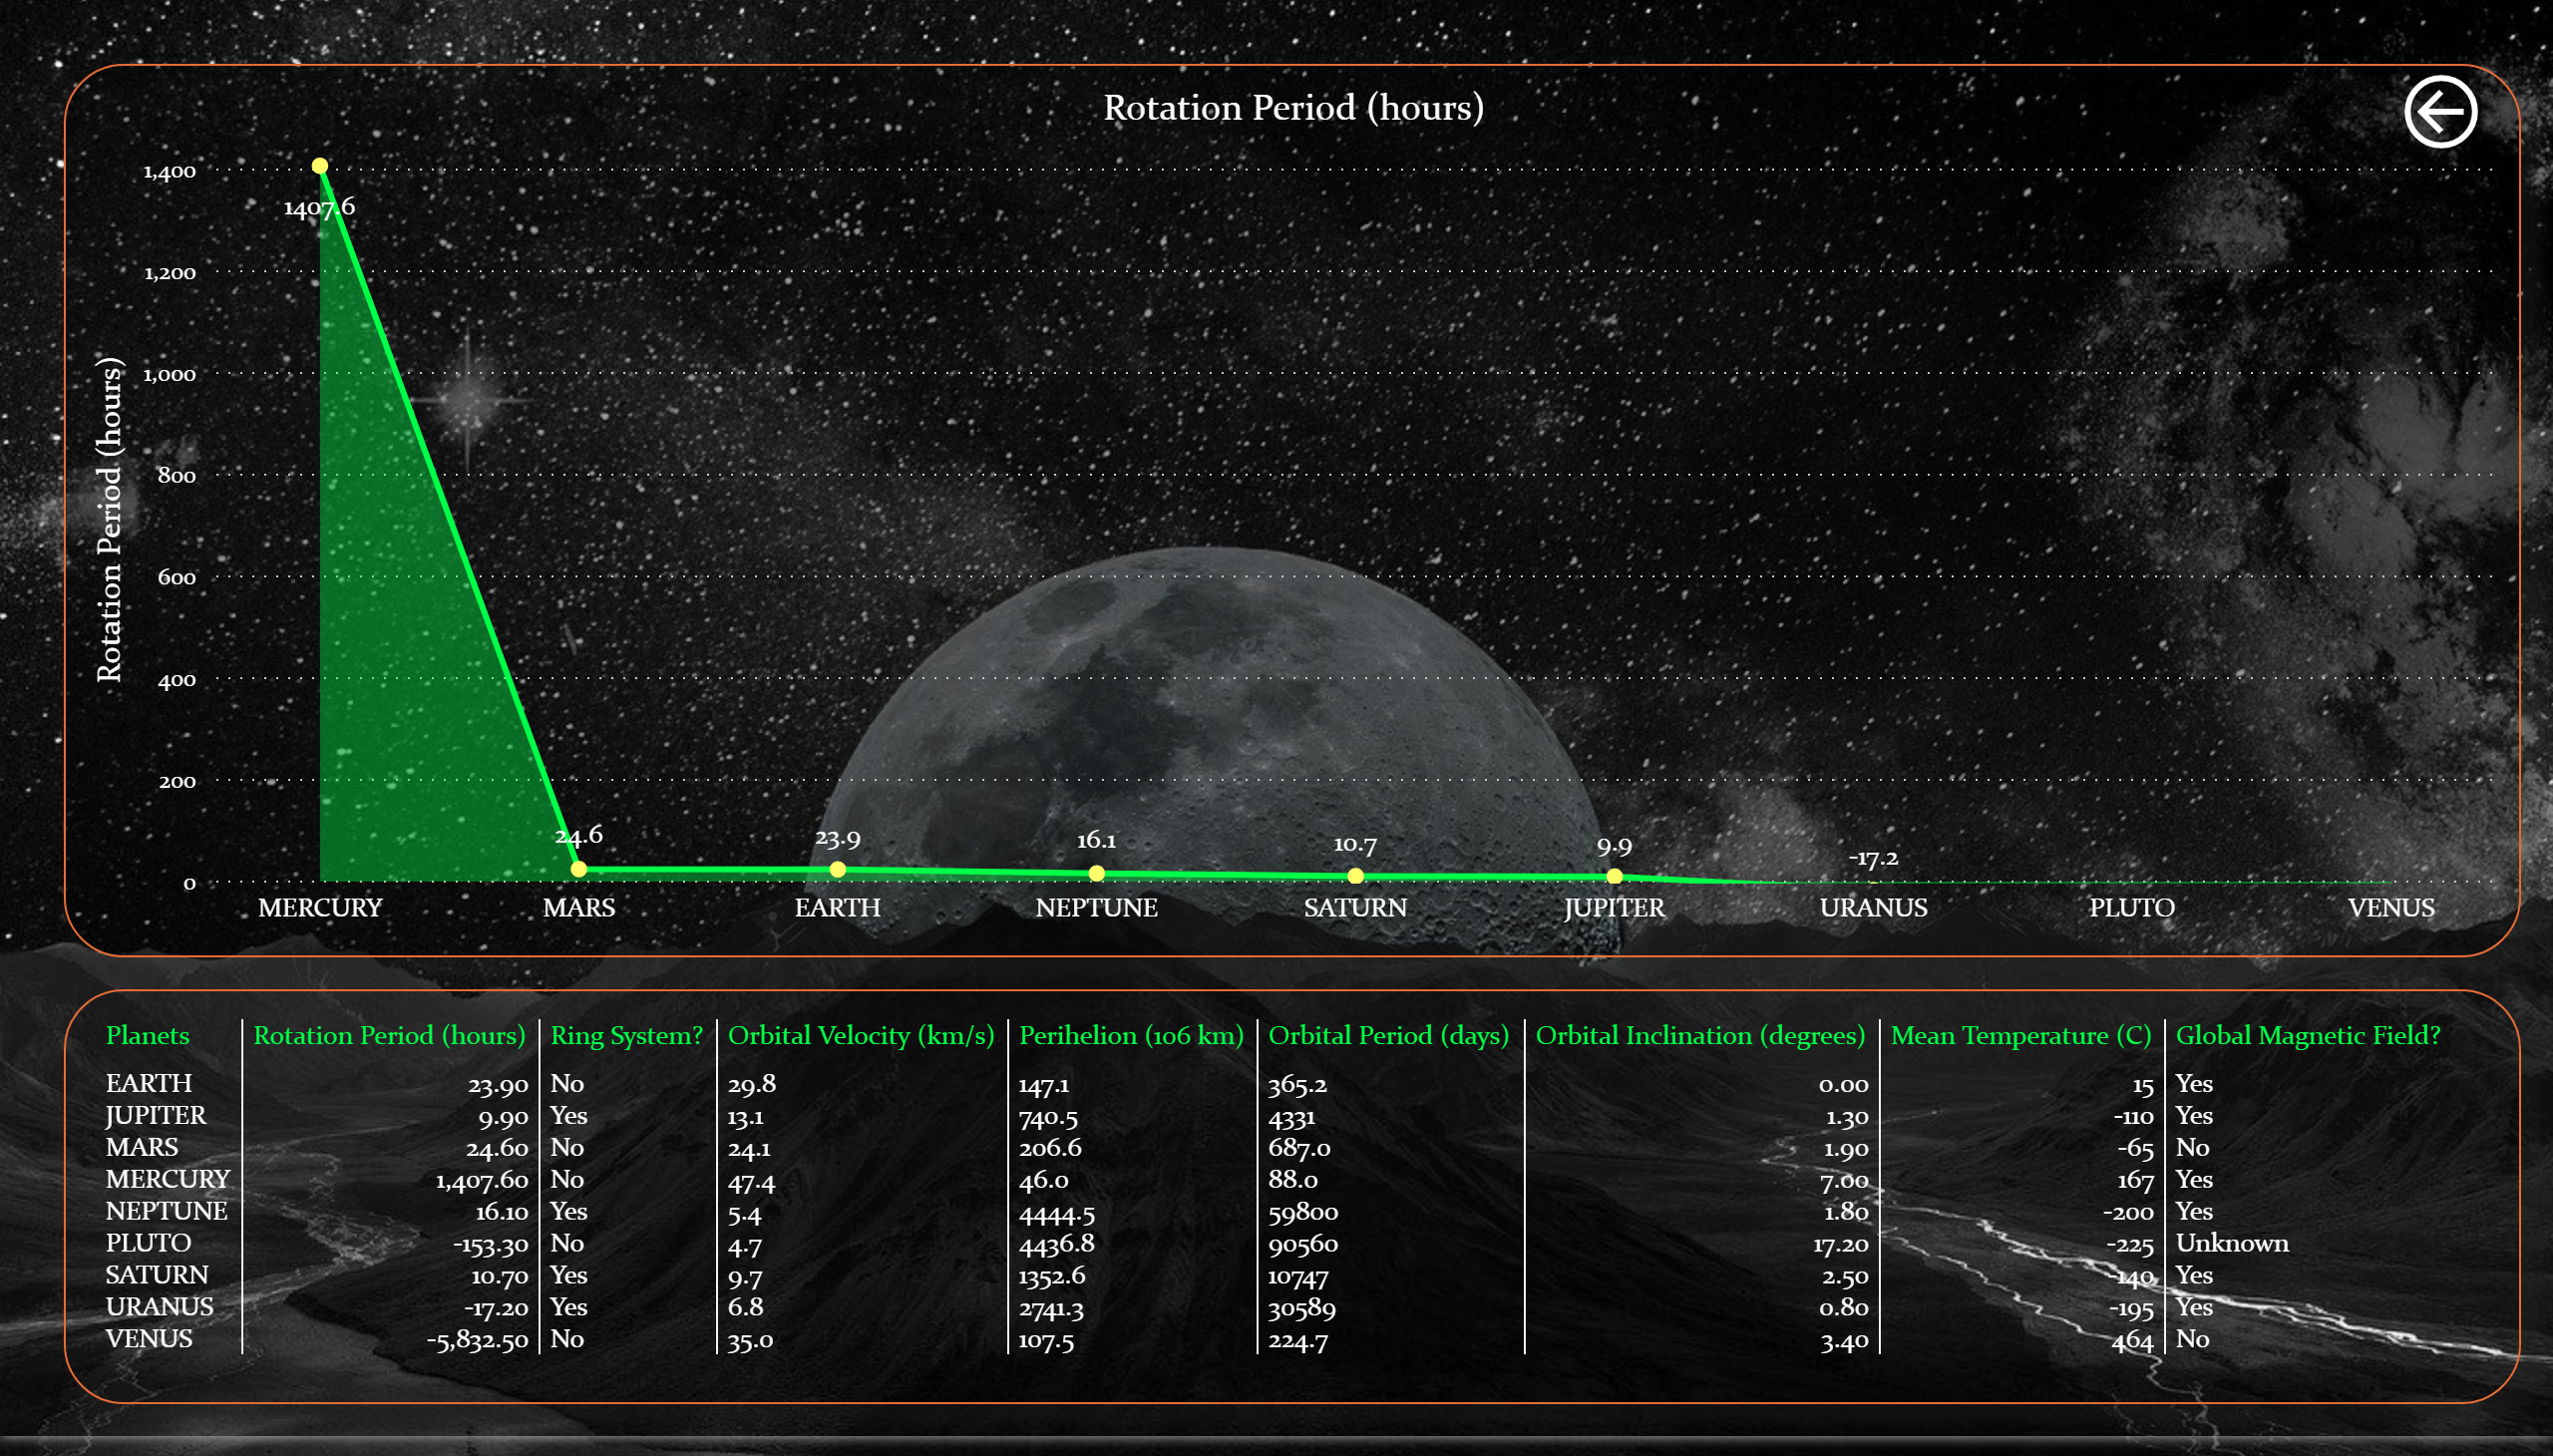 Rotation Period (hours)
Rotation Period (hours)
1,400
1,200
1,000
800
600
400
200
0
1407.6
24.6
23.9
16.1
10.7
9.9
-17.2
MERCURY MARS EARTH NEPTUNE SATURN JUPITER URANUS PLUTO VENUS
Planets Rotation Period (hours) Ring System? Orbital Velocity (km/s) Perihelion (106 km) Orbital Period (days) Orbital Inclination (degrees) Mean Temperature (C) Global Magnetic Field?
EARTH 23.90 No 29.8 147.1 365.2 0.00 15 Yes
JUPITER 9.90 Yes 13.1 740.5 4331 1.30 -110 Yes
MARS 24.60 No 24.1 206.6 687.0 1.90 -65 No
MERCURY 1,407.60 No 47.4 46.0 88.0 7.00 167 Yes
NEPTUNE 16.10 Yes 5.4 4444.5 59800 1.80 -200 Yes
PLUTO -153.30 No 4.7 4436.8 90560 17.20 -225 Unknown
SATURN 10.70 Yes 9.7 1352.6 10747 2.50 -140 Yes
URANUS -17.20 Yes 6.8 2741.3 30589 0.80 -195 Yes
VENUS -5,832.50 No 35.0 107.5 224.7 3.40 464 No